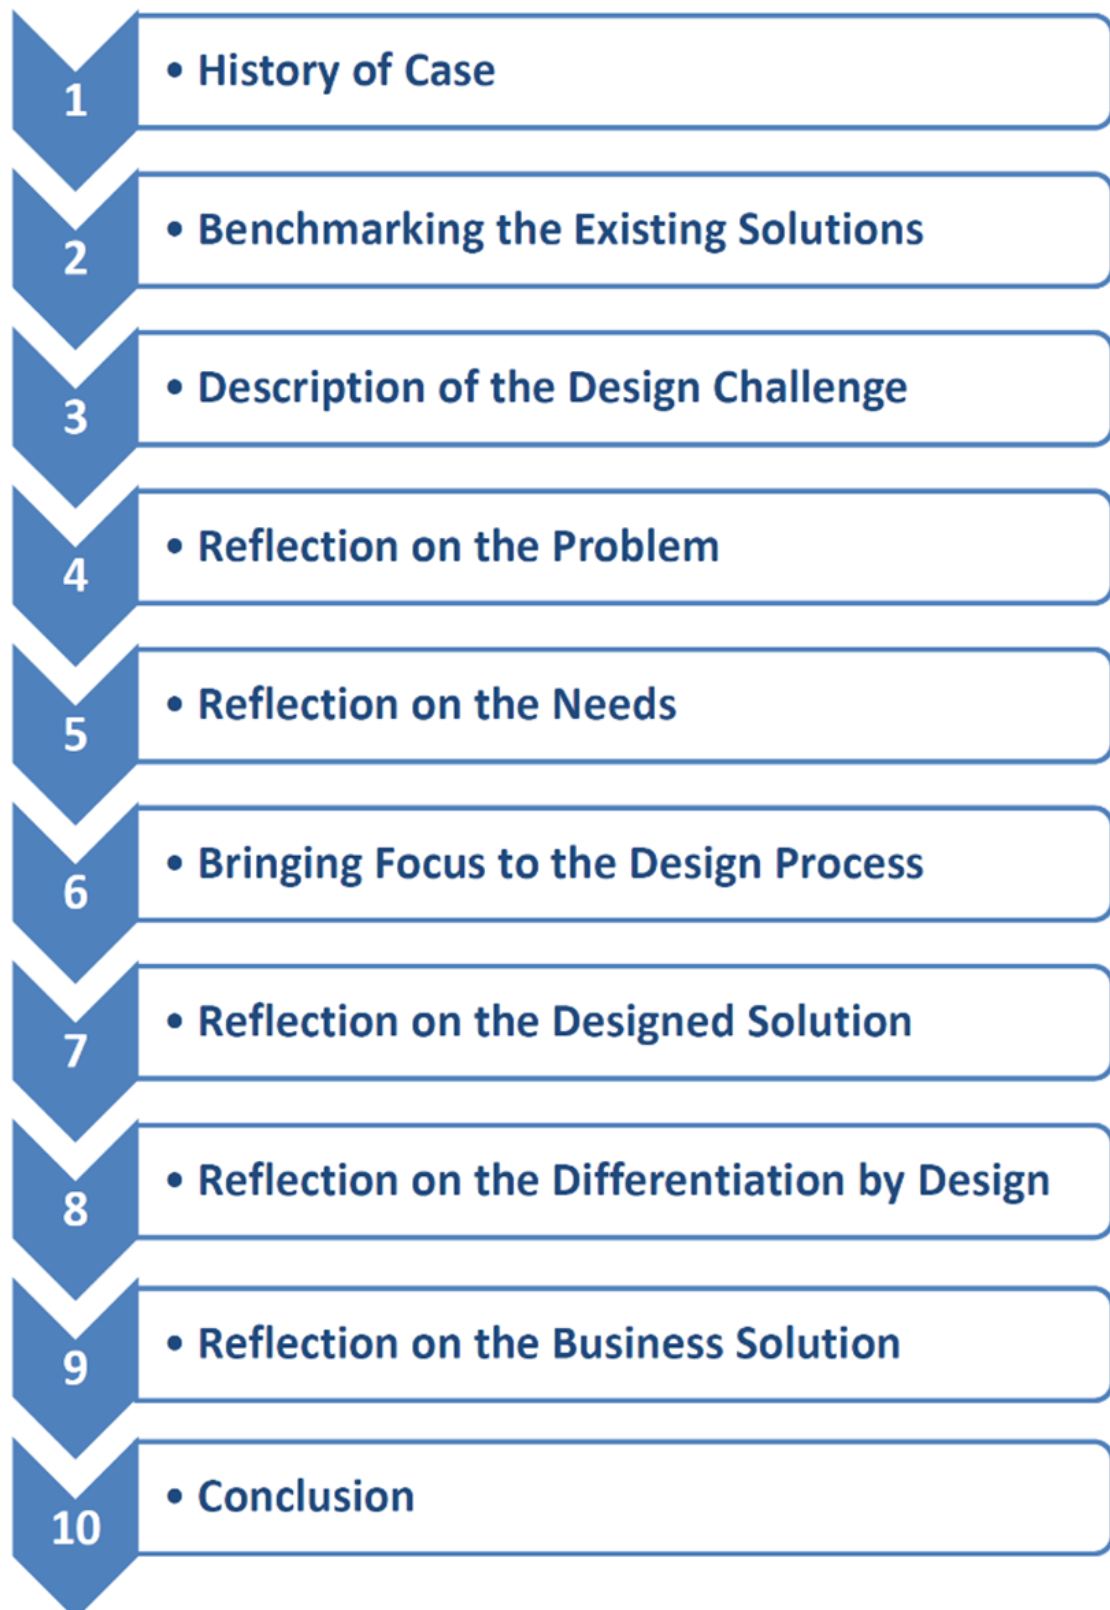 1
• History of Case
2
• Benchmarking the Existing Solutions
3
• Description of the Design Challenge
4
• Reflection on the Problem
5
• Reflection on the Needs
6
• Bringing Focus to the Design Process
7
• Reflection on the Designed Solution
8
• Reflection on the Differentiation by Design
9
• Reflection on the Business Solution
10
• Conclusion